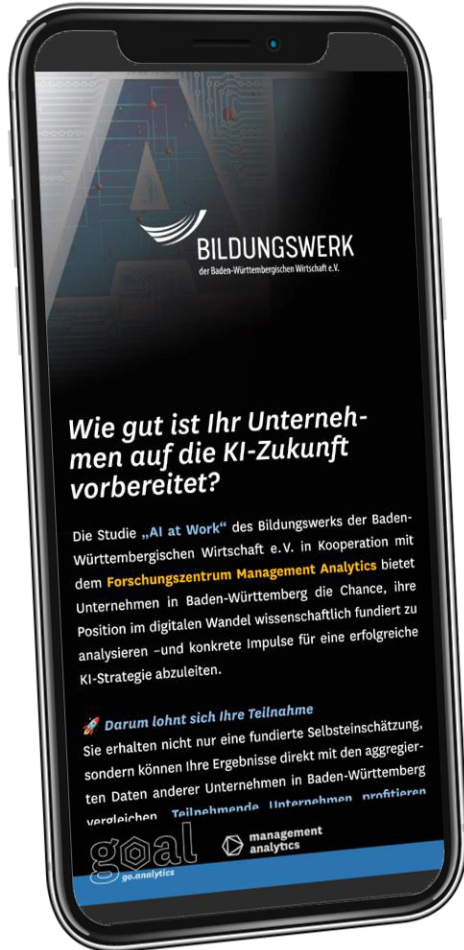 BILDUNGSWERK
der Baden-Württembergischen Wirtschaft e.V.
Wie gut ist Ihr Unterneh-
men auf die KI-Zukunft
vorbereitet?
Die Studie „AI at Work“ des Bildungswerks der Baden-
Württembergischen Wirtschaft e.V. in Kooperation mit
dem Forschungszentrum Management Analytics bietet
Unternehmen in Baden-Württemberg die Chance, ihre
Position im digitalen Wandel wissenschaftlich fundiert zu
analysieren –und konkrete Impulse für eine erfolgreiche
KI-Strategie abzuleiten.
🚀 Darum lohnt sich Ihre Teilnahme
Sie erhalten nicht nur eine fundierte Selbsteinschätzung,
sondern können Ihre Ergebnisse direkt mit den aggregier-
ten Daten anderer Unternehmen in Baden-Württemberg
vergleichen. Teilnehmende Unternehmen profitieren
goal
go.analytics
management
analytics